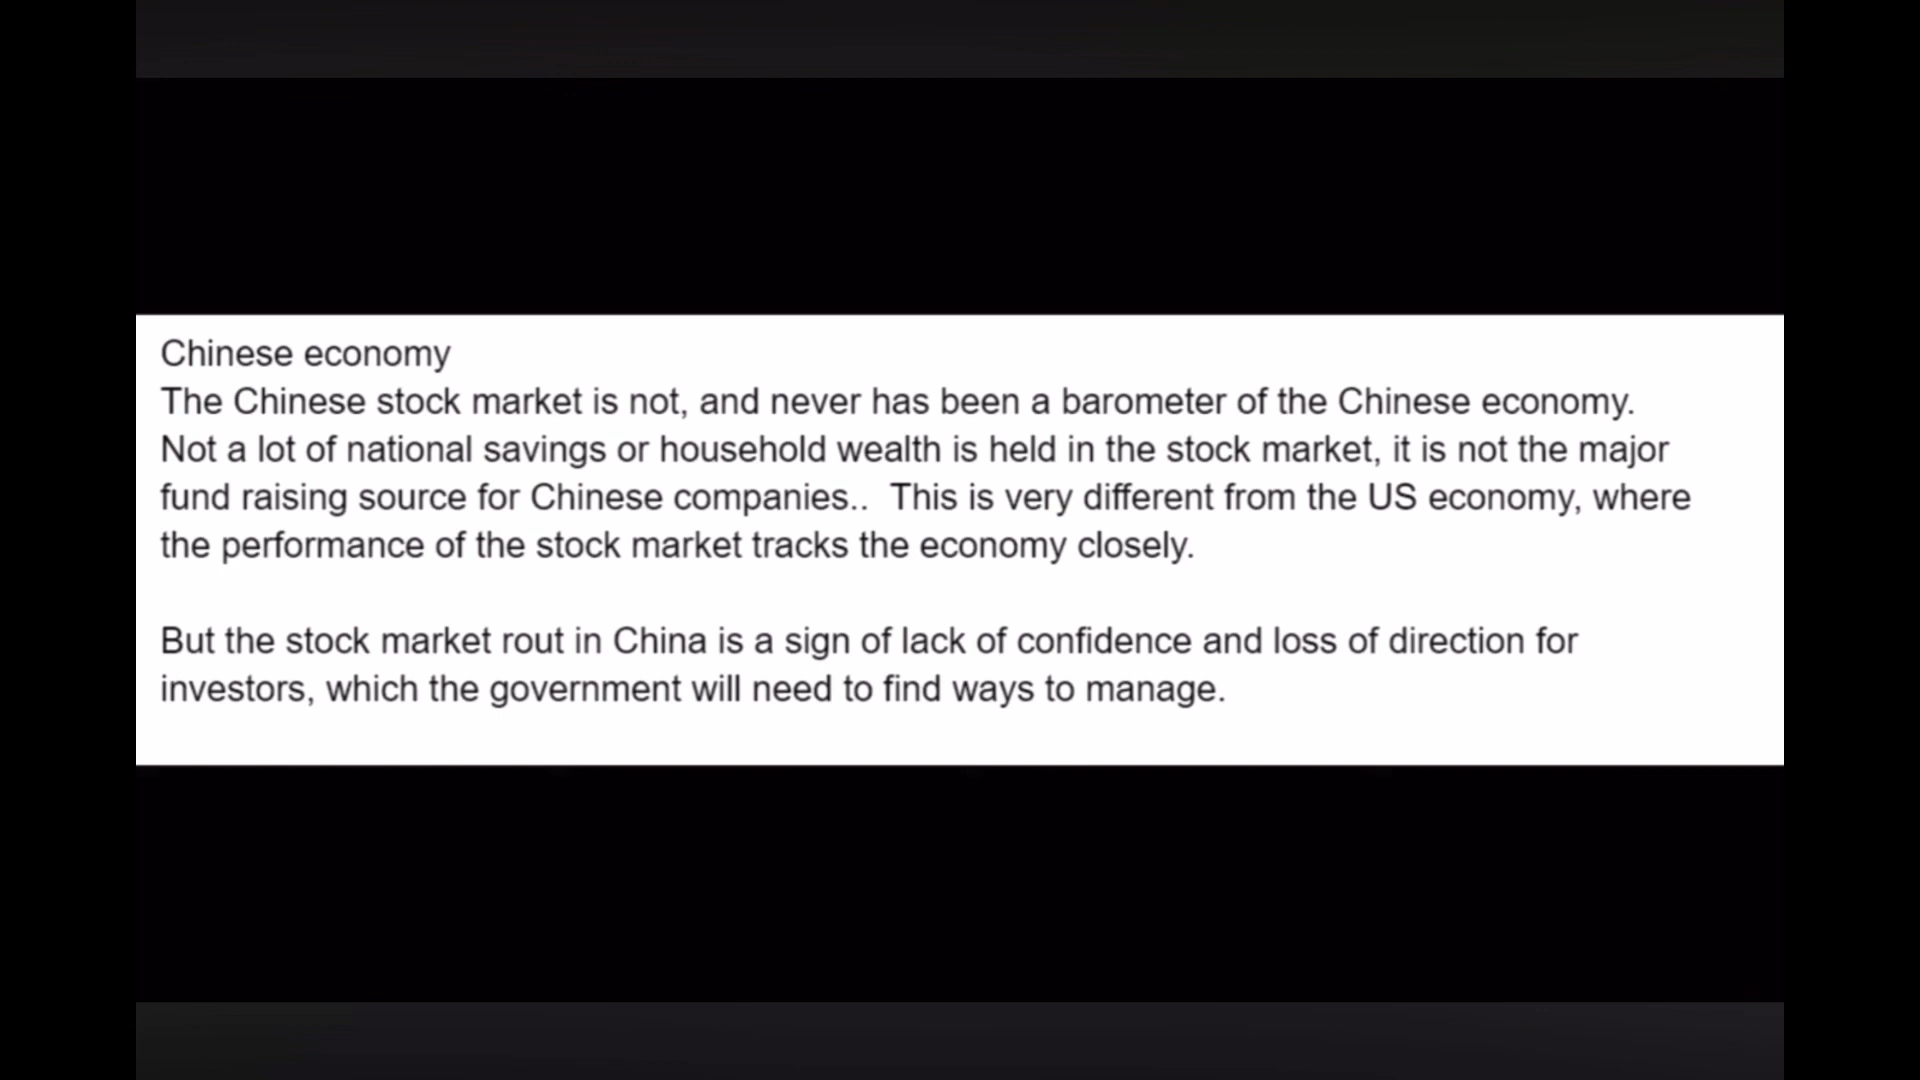 Chinese economy
The Chinese stock market is not, and never has been a barometer of the Chinese economy.
Not a lot of national savings or household wealth is held in the stock market, it is not the major
fund raising source for Chinese companies..  This is very different from the US economy, where
the performance of the stock market tracks the economy closely.
But the stock market rout in China is a sign of lack of confidence and loss of direction for
investors, which the government will need to find ways to manage.